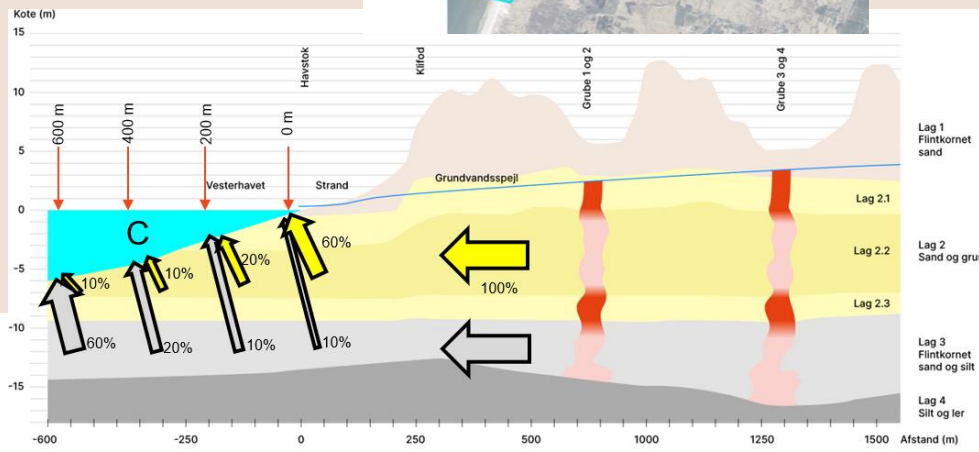 Kote (m)
15
10
5
0
-5
-10
-15
600 m
400 m
200 m
0 m
Havstok
Klifod
Grube 1 og 2
Grube 3 og 4
Vesterhavet
Strand
Grundvandsspejl
C
10%
10%
20%
60%
100%
60%
20%
10%
10%
Lag 1
Flintkornet
sand
Lag 2.1
Lag 2.2
Lag 2
Sand og grus
Lag 2.3
Lag 3
Flintkornet
sand og silt
Lag 4
Silt og ler
-600
-250
0
250
500
1000
1250
1500
Afstand (m)